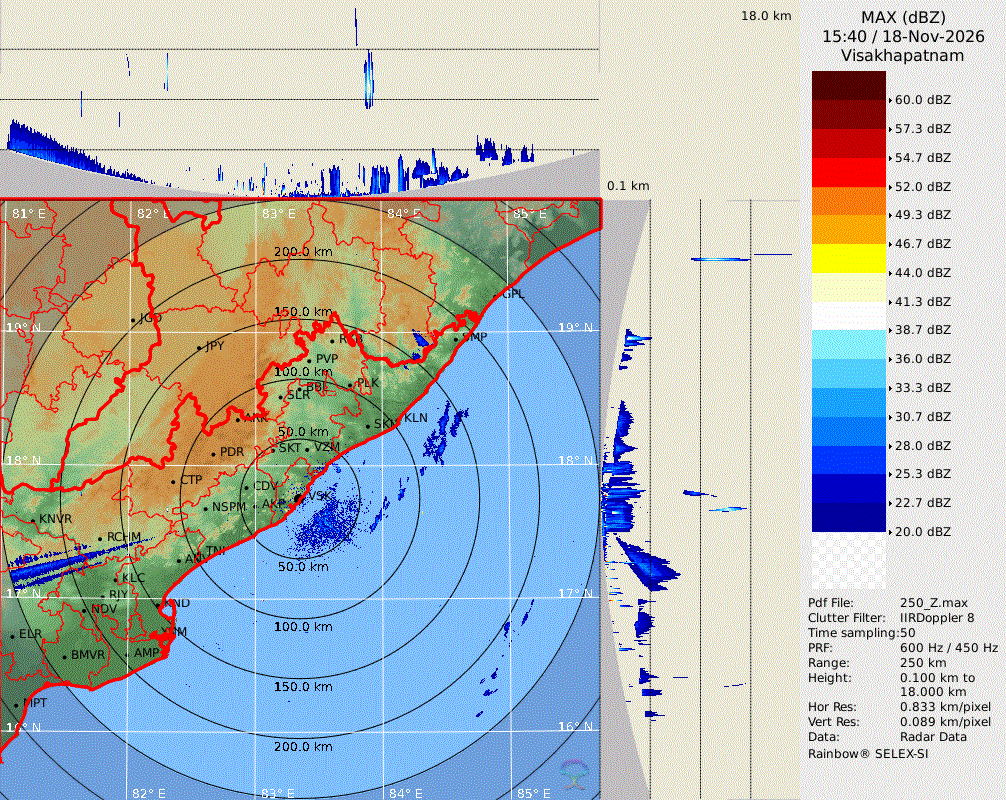 18.0 km
0.1 km
MAX (dBZ)
15:40 / 18-Nov-2026
Visakhapatnam
60.0 dBZ
57.3 dBZ
54.7 dBZ
52.0 dBZ
49.3 dBZ
46.7 dBZ
44.0 dBZ
41.3 dBZ
38.7 dBZ
36.0 dBZ
33.3 dBZ
30.7 dBZ
28.0 dBZ
25.3 dBZ
22.7 dBZ
20.0 dBZ
81° E
82° E
83° E
84° E
85° E
200.0 km
GPL
150.0 km
JGD
19° N
19° N
JPY
PVP
100.0 km
PLK
SLR
KLN
50.0 km
SKT
VZM
PDR
18° N
18° N
CTP
CDV
VSK
NSPM
AKP
KNVR
RCHM
TNI
50.0 km
KLC
RJY
17° N
17° N
KND
NDV
100.0 km
ELR
BMVR
AMP
150.0 km
MPT
16° N
16° N
200.0 km
82° E
83° E
84° E
85° E
Pdf File: 250_Z.max
Clutter Filter: IIRDoppler 8
Time sampling:50
PRF: 600 Hz / 450 Hz
Range: 250 km
Height: 0.100 km to
18.000 km
Hor Res: 0.833 km/pixel
Vert Res: 0.089 km/pixel
Data: Radar Data
Rainbow® SELEX-SI